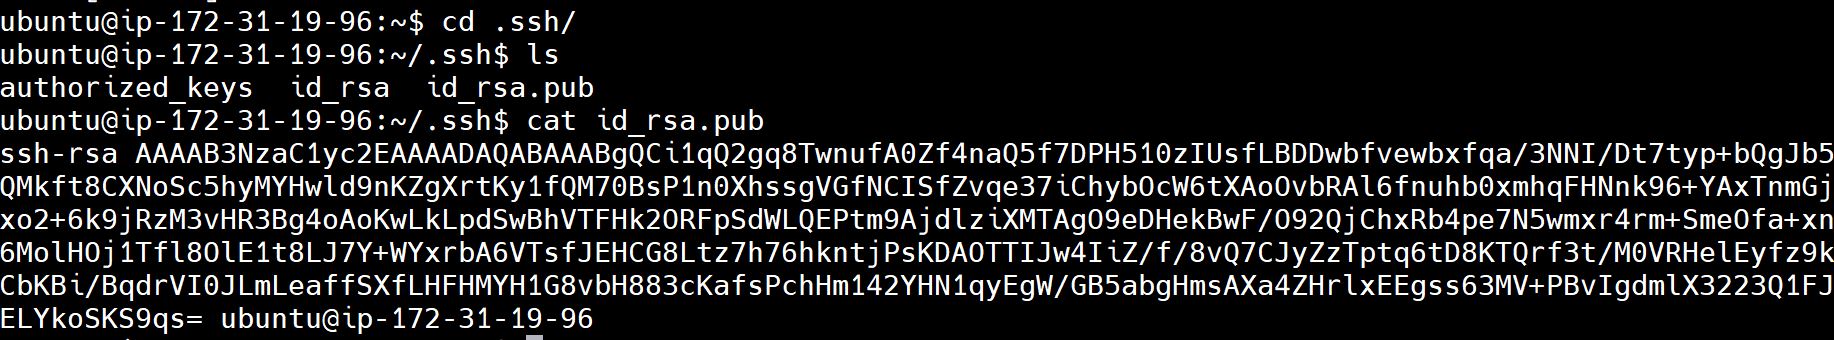 ubuntu@ip-172-31-19-96:~$ cd .ssh/
ubuntu@ip-172-31-19-96:~/.ssh$ ls
authorized_keys  id_rsa  id_rsa.pub
ubuntu@ip-172-31-19-96:~/.ssh$ cat id_rsa.pub
ssh-rsa AAAAB3NzaC1yc2EAAAADAQABAAABgQCi1qQ2gq8TwnufA0Zf4naQ5f7DPH510zIUsfLBDDwbfvewbxfqa/3NNI/Dt7typ+bQgJb5
QMkft8CXNoSc5hyMYHwld9nKZgXrtKy1fQM70BsP1n0XhssgVGfNCISfZvqe37iChybOcW6tXAoOvbRAl6fnuhb0xmhqFHNnk96+YAxTnmGj
xo2+6k9jRzM3vHR3Bg4oAoKwLkLpdSwBhVTFHk2ORFpSdWLQEPtm9AjdlziXMTAgO9eDHekBwF/O92QjChxRb4pe7N5wmxr4rm+SmeOfa+xn
6MolHOj1Tfl8OlE1t8LJ7Y+WYxrbA6VTsfJEHCG8Ltz7h76hkntjPsKDAOTTIJw4IiZ/f/8vQ7CJyZzTptq6tD8KTQrf3t/M0VRHelEyfz9k
CbKBi/BqdrVI0JLmLeaffSXfLHFHMYH1G8vbH883cKafsPchHm142YHN1qyEgW/GB5abgHmsAXa4ZHrlxEEgss63MV+PBvIgdmlX3223Q1FJ
ELYkoSKS9qs= ubuntu@ip-172-31-19-96